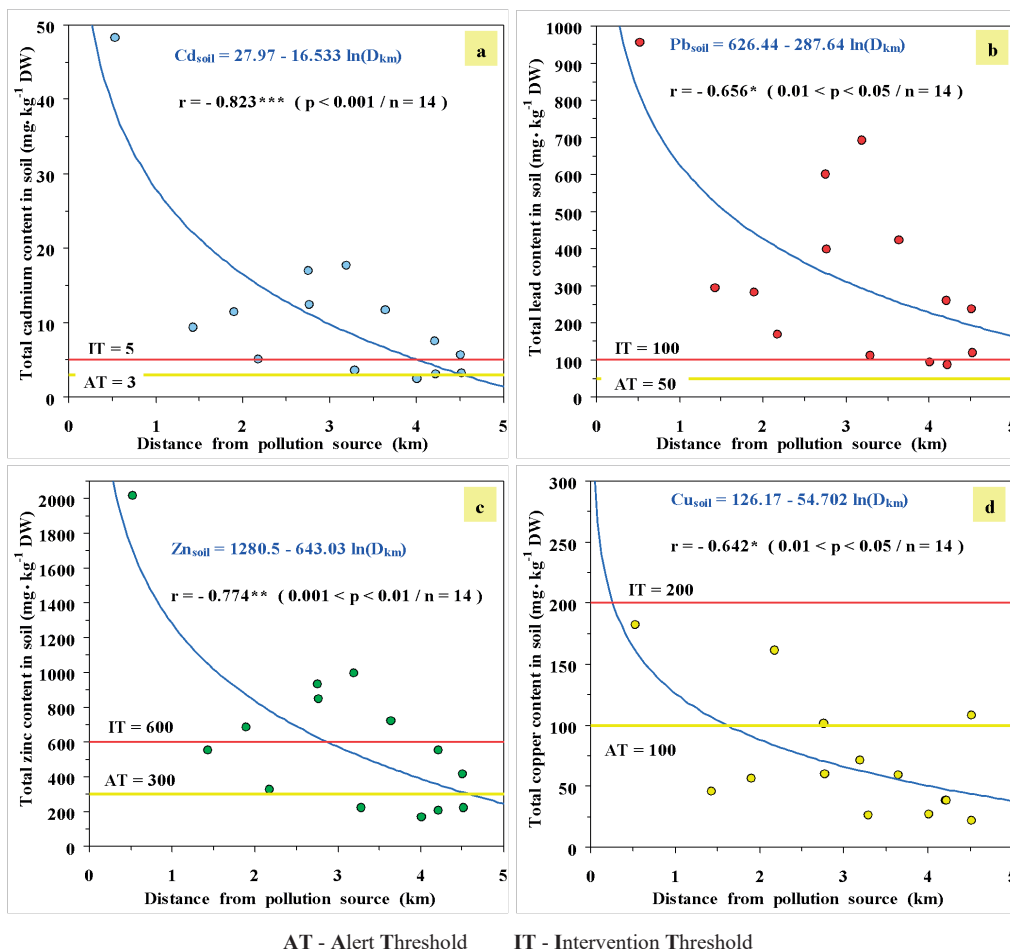 50
40
30
20
10
0
Total cadmium content in soil (mg· kg-1 DW)
Cdsoil = 27.97 - 16.533 ln(Dkm)
a
r = - 0.823*** ( p < 0.001 / n = 14 )
IT = 5
AT = 3
0 1 2 3 4 5
Distance from pollution source (km)
1000
900
800
700
600
500
400
300
200
100
0
Total lead content in soil (mg· kg-1 DW)
Pbsoil = 626.44 - 287.64 ln(Dkm)
b
r = - 0.656* ( 0.01 < p < 0.05 / n = 14 )
IT = 100
AT = 50
0 1 2 3 4 5
Distance from pollution source (km)
2000
1800
1600
1400
1200
1000
800
600
400
200
0
Total zinc content in soil (mg· kg-1 DW)
c
Znsoil = 1280.5 - 643.03 ln(Dkm)
r = - 0.774** ( 0.001 < p < 0.01 / n = 14 )
IT = 600
AT = 300
0 1 2 3 4 5
Distance from pollution source (km)
300
250
200
150
100
50
0
Total copper content in soil (mg· kg-1 DW)
Cusoil = 126.17 - 54.702 ln(Dkm)
d
r = - 0.642* ( 0.01 < p < 0.05 / n = 14 )
IT = 200
AT = 100
0 1 2 3 4 5
Distance from pollution source (km)
AT - Alert Threshold IT - Intervention Threshold